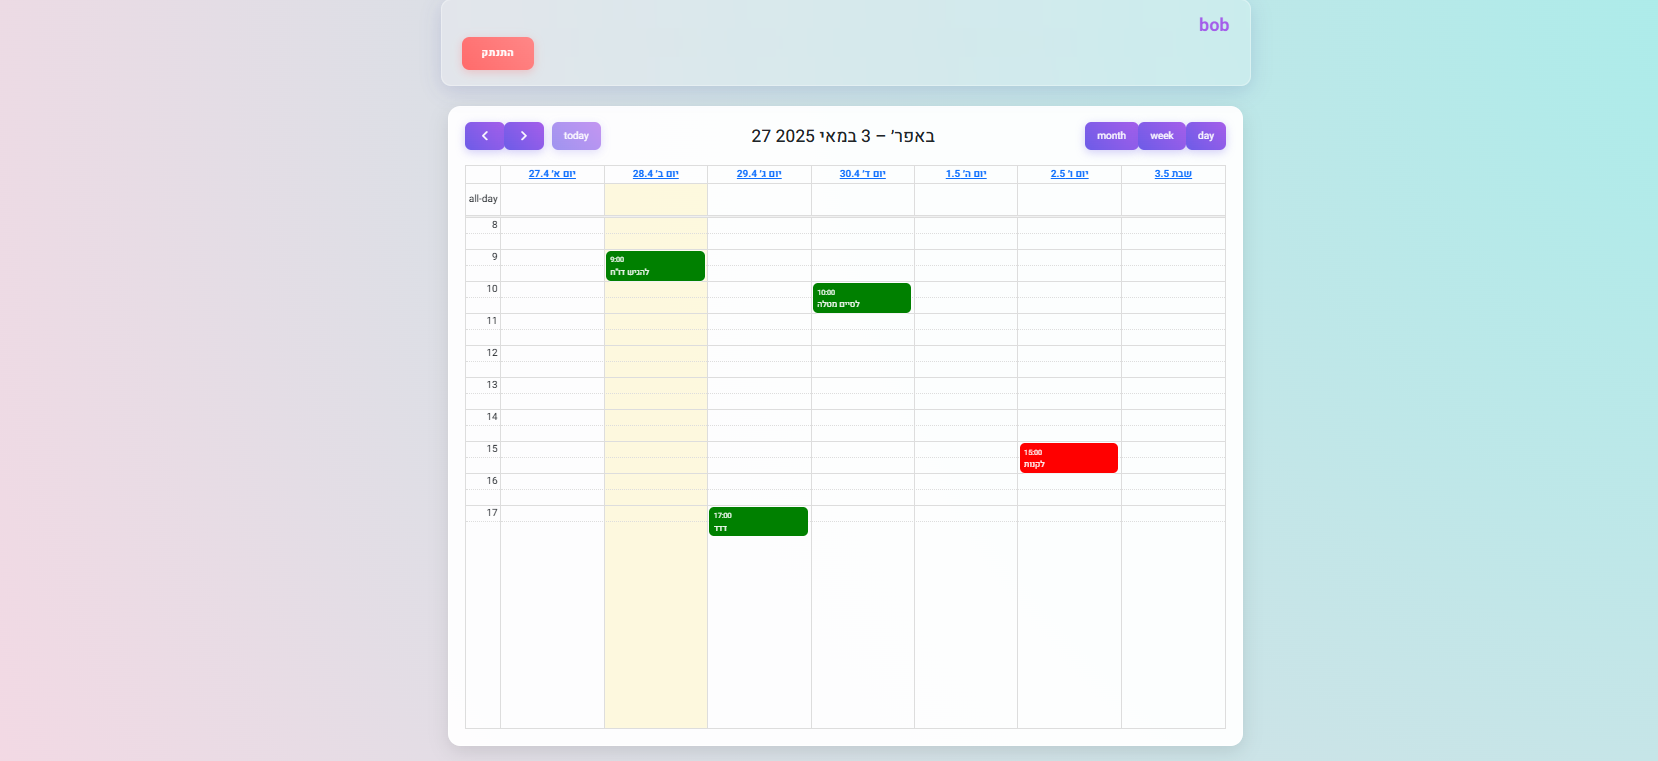 bob
התנתק
today
27 באפר׳ – 3 במאי 2025
month
week
day
יום א׳ 27.4
יום ב׳ 28.4
יום ג׳ 29.4
יום ד׳ 30.4
יום ה׳ 1.5
יום ו׳ 2.5
שבת 3.5
all-day
8
9
9:00
להגיש דו"ח
10
10:00
לסיים מטלה
11
12
13
14
15
15:00
לקנות
16
17
17:00
דדד